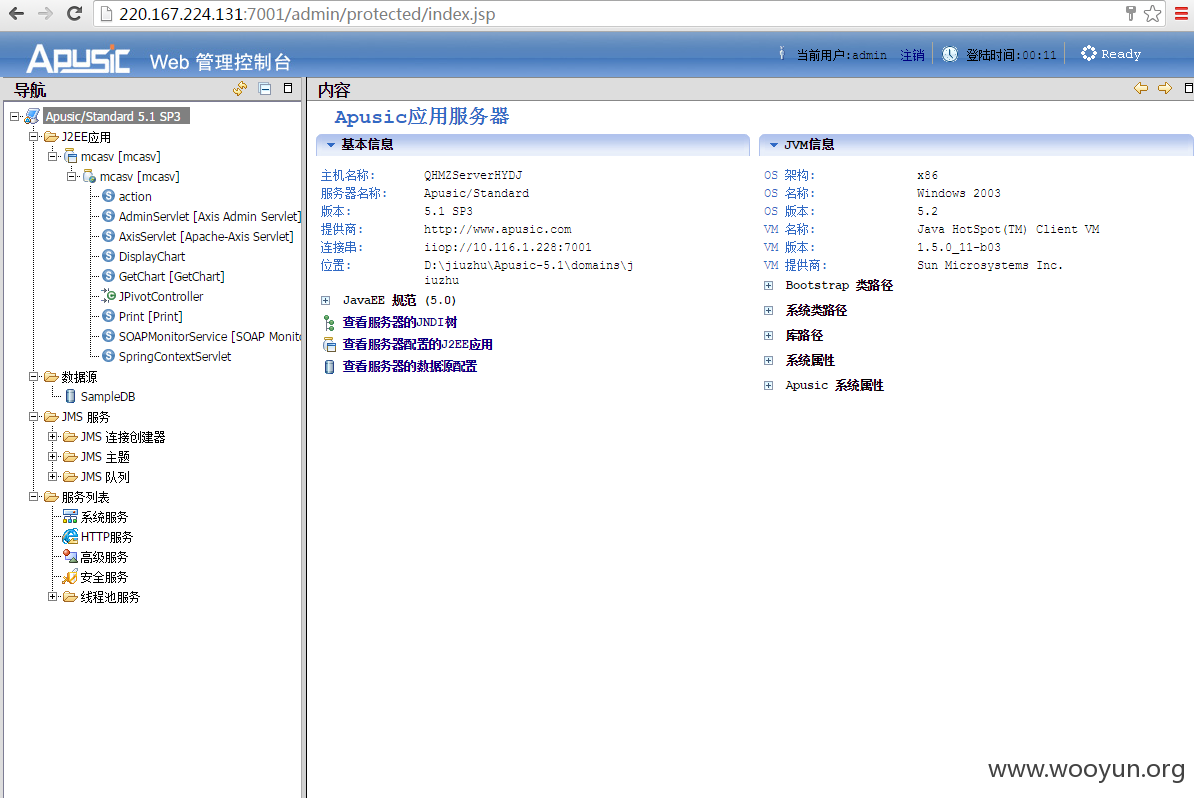 220.167.224.131:7001/admin/protected/index.jsp
Apusic Web 管理控制台
当前用户:admin 注销 登陆时间:00:11 Ready
导航
Apusic/Standard 5.1 SP3
J2EE应用
mcasv [mcasv]
mcasv [mcasv]
action
AdminServlet [Axis Admin Servlet]
AxisServlet [Apache-Axis Servlet]
DisplayChart
GetChart [GetChart]
JPivotController
Print [Print]
SOAPMonitorService [SOAP Monito
SpringContextServlet
数据源
SampleDB
JMS 服务
JMS 连接创建器
JMS 主题
JMS 队列
服务列表
系统服务
HTTP服务
高级服务
安全服务
线程池服务
内容
Apusic应用服务器
基本信息
主机名称: QHMZServerHYDJ
服务器名称: Apusic/Standard
版本: 5.1 SP3
提供商: http://www.apusic.com
连接串: iiop://10.116.1.228:7001
位置: D:\jiuzhu\Apusic-5.1\domains\j
iuzhu
JavaEE 规范 (5.0)
查看服务器的JNDI树
查看服务器配置的J2EE应用
查看服务器的数据源配置
JVM信息
OS 架构: x86
OS 名称: Windows 2003
OS 版本: 5.2
VM 名称: Java HotSpot(TM) Client VM
VM 版本: 1.5.0_11-b03
VM 提供商: Sun Microsystems Inc.
Bootstrap 类路径
系统类路径
库路径
系统属性
Apusic 系统属性
www.wooyun.org